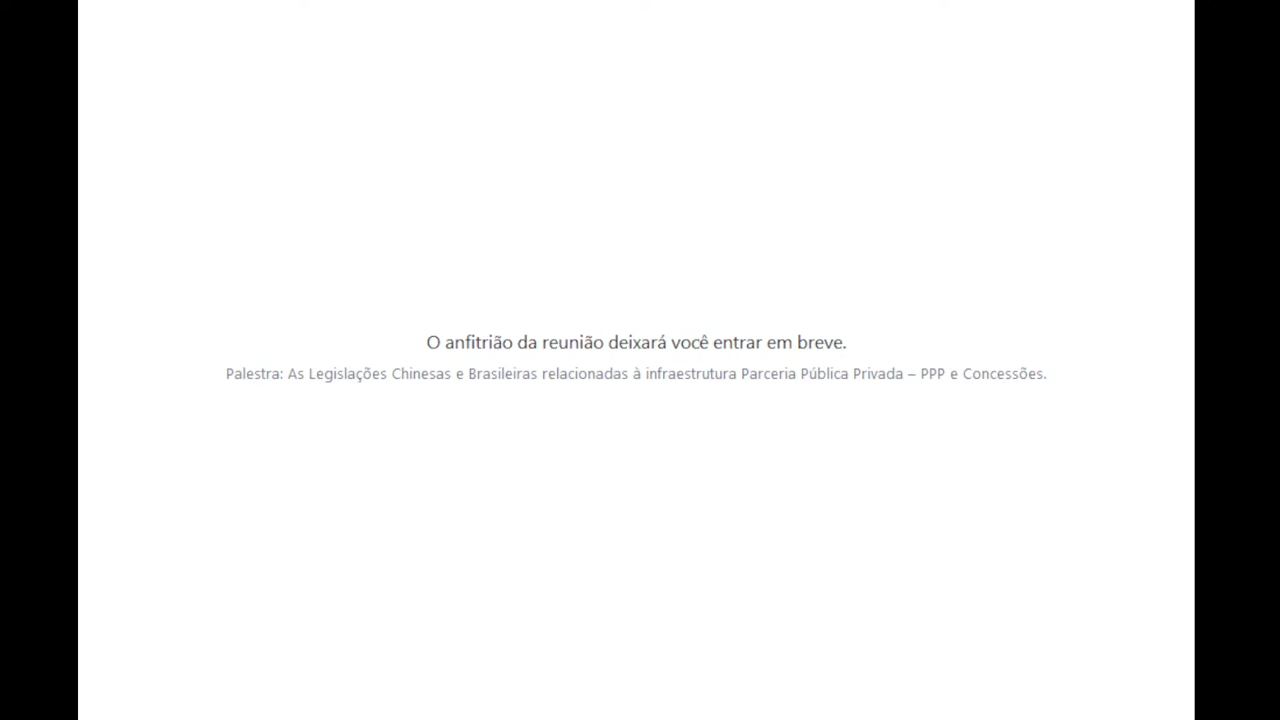 O anfitrião da reunião deixará você entrar em breve.
Palestra: As Legislações Chinesas e Brasileiras relacionadas à infraestrutura Parceria Pública Privada – PPP e Concessões.